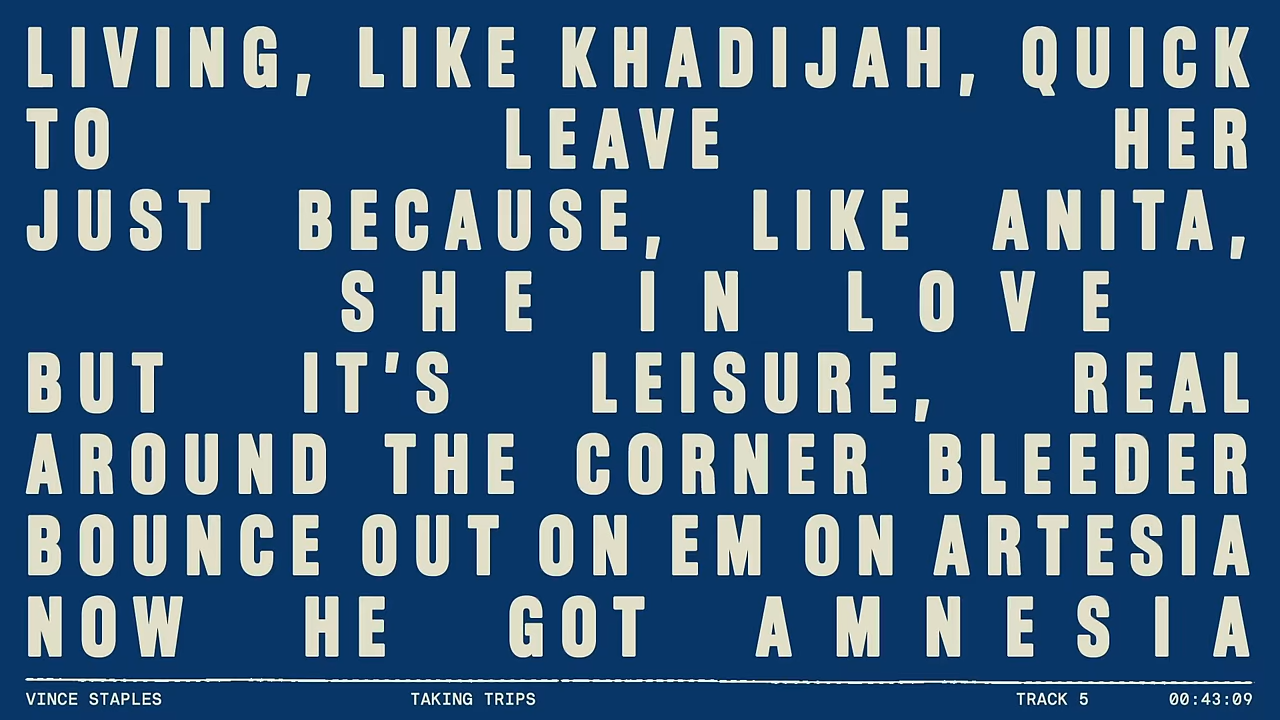 LIVING, LIKE KHADIJAH, QUICK
TO LEAVE HER
JUST BECAUSE, LIKE ANITA,
SHE IN LOVE
BUT IT'S LEISURE, REAL
AROUND THE CORNER BLEEDER
BOUNCE OUT ON EM ON ARTESIA
NOW HE GOT AMNESIA
VINCE STAPLES TAKING TRIPS TRACK 5 00:43:09